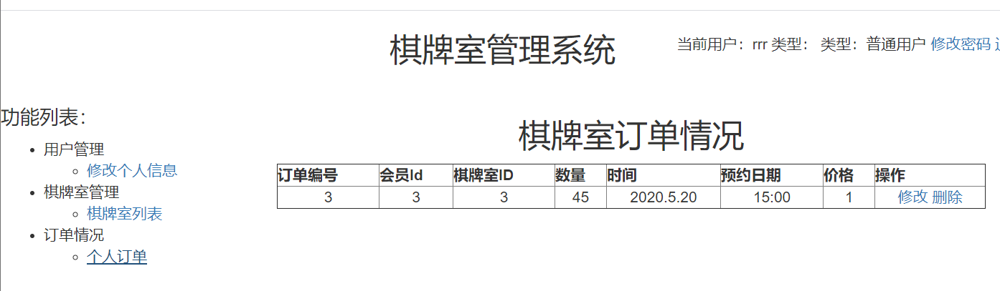 棋牌室管理系统
当前用户：rrr 类型： 类型：普通用户 修改密码
功能列表：
用户管理
修改个人信息
棋牌室管理
棋牌室列表
订单情况
个人订单
棋牌室订单情况
订单编号 会员Id 棋牌室ID 数量 时间 预约日期 价格 操作
3 3 3 45 2020.5.20 15:00 1 修改 删除